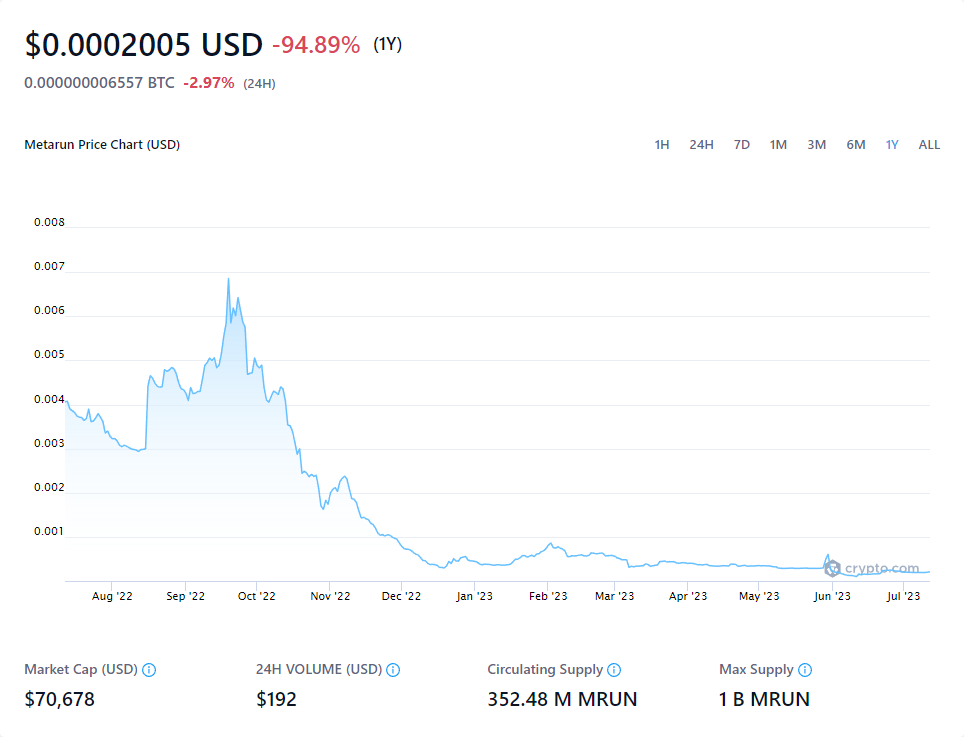 $0.0002005 USD -94.89% (1Y)
0.000000006557 BTC -2.97% (24H)
Metarun Price Chart (USD) 1H 24H 7D 1M 3M 6M 1Y ALL
0.008
0.007
0.006
0.005
0.004
0.003
0.002
0.001
crypto.com
Aug '22 Sep '22 Oct '22 Nov '22 Dec '22 Jan '23 Feb '23 Mar '23 Apr '23 May '23 Jun '23 Jul '23
Market Cap (USD) 24H VOLUME (USD) Circulating Supply Max Supply
$70,678 $192 352.48 M MRUN 1 B MRUN